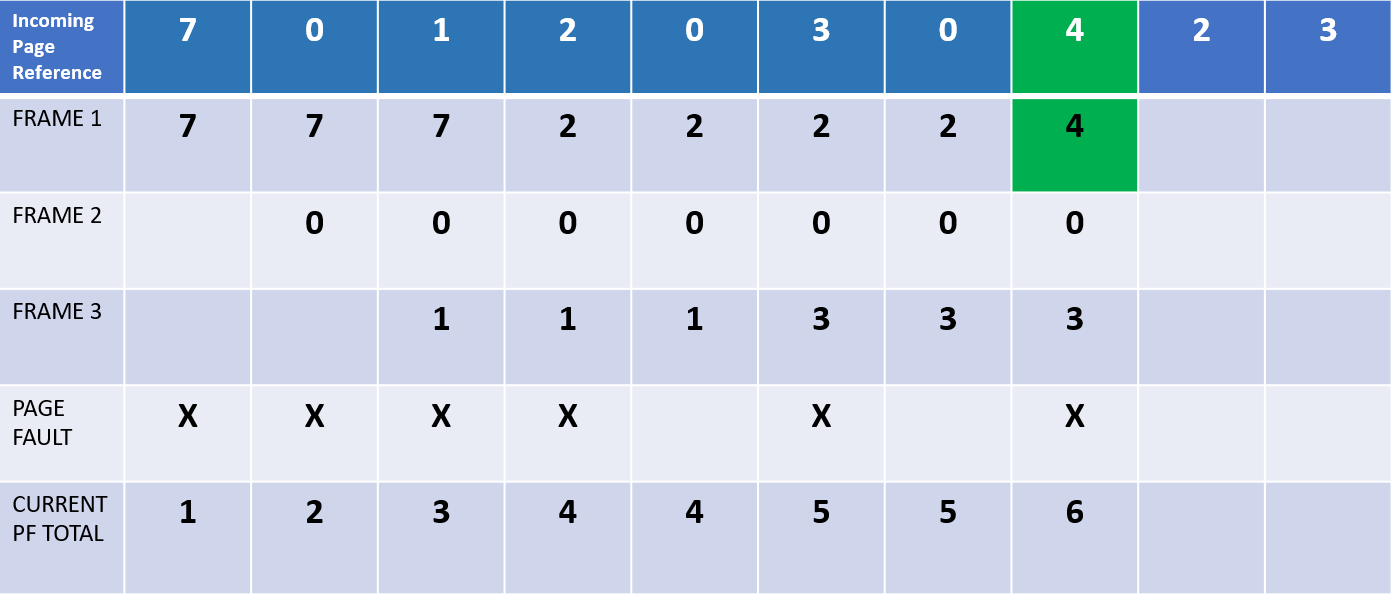 Incoming
Page
Reference
7 0 1 2 0 3 0 4 2 3
FRAME 1 7 7 7 2 2 2 2 4
FRAME 2 0 0 0 0 0 0 0
FRAME 3 1 1 1 3 3 3
PAGE
FAULT
X X X X X X
CURRENT
PF TOTAL
1 2 3 4 4 5 5 6